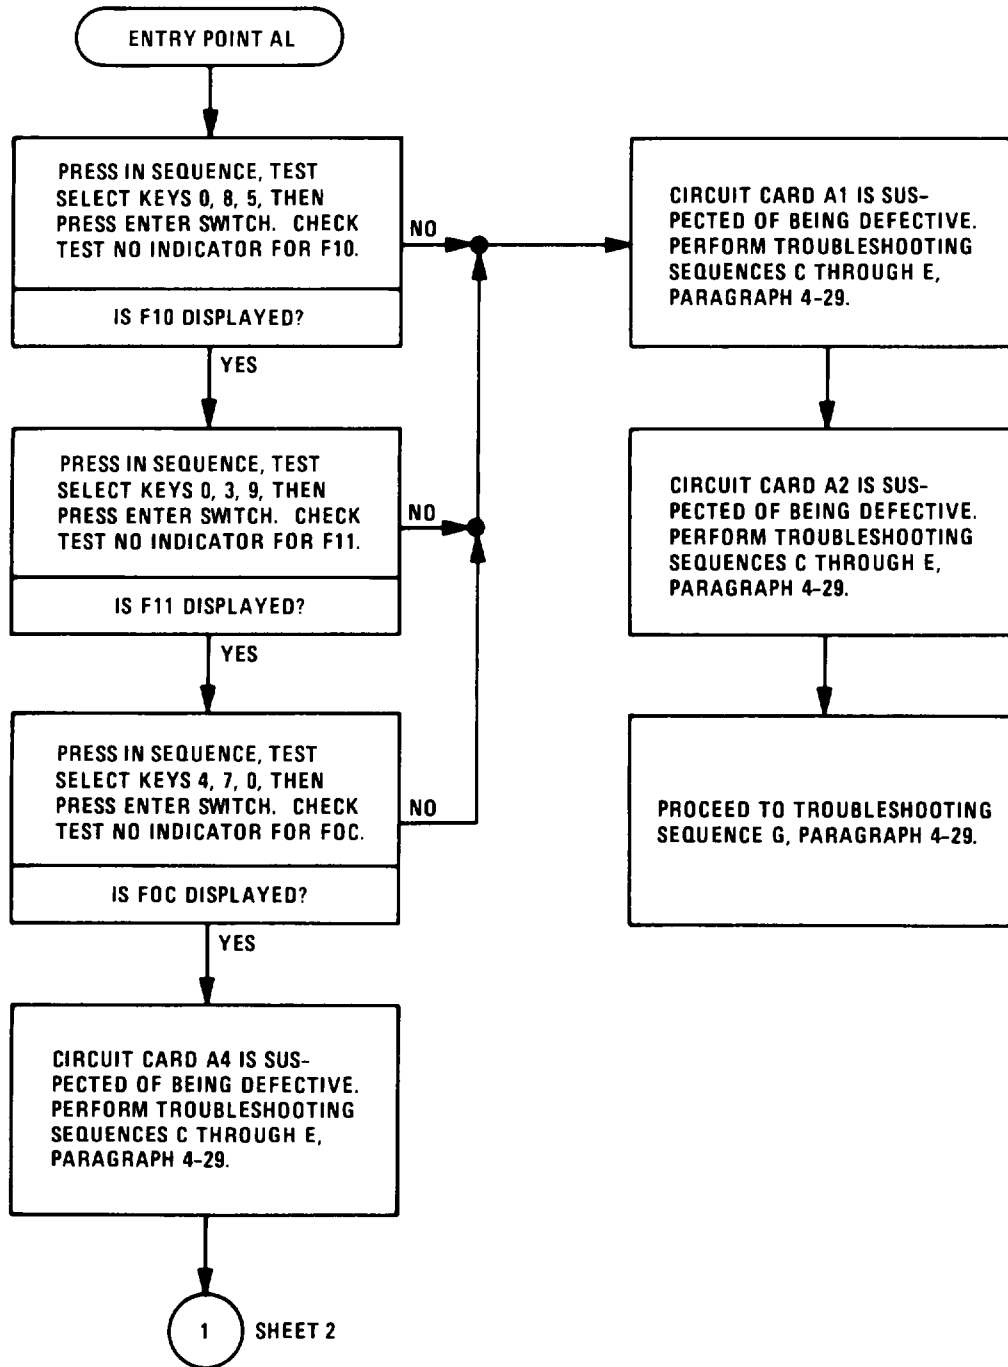 ENTRY POINT AL
PRESS IN SEQUENCE, TEST
SELECT KEYS 0, 8, 5, THEN
PRESS ENTER SWITCH. CHECK
TEST NO INDICATOR FOR F10.
NO
IS F10 DISPLAYED?
YES
PRESS IN SEQUENCE, TEST
SELECT KEYS 0, 3, 9, THEN
PRESS ENTER SWITCH. CHECK
TEST NO INDICATOR FOR F11.
NO
IS F11 DISPLAYED?
YES
PRESS IN SEQUENCE, TEST
SELECT KEYS 4, 7, 0, THEN
PRESS ENTER SWITCH. CHECK
TEST NO INDICATOR FOR FOC.
NO
IS FOC DISPLAYED?
YES
CIRCUIT CARD A4 IS SUS-
PECTED OF BEING DEFECTIVE.
PERFORM TROUBLESHOOTING
SEQUENCES C THROUGH E,
PARAGRAPH 4-29.
1 SHEET 2
CIRCUIT CARD A1 IS SUS-
PECTED OF BEING DEFECTIVE.
PERFORM TROUBLESHOOTING
SEQUENCES C THROUGH E,
PARAGRAPH 4-29.
CIRCUIT CARD A2 IS SUS-
PECTED OF BEING DEFECTIVE.
PERFORM TROUBLESHOOTING
SEQUENCES C THROUGH E,
PARAGRAPH 4-29.
PROCEED TO TROUBLESHOOTING
SEQUENCE G, PARAGRAPH 4-29.